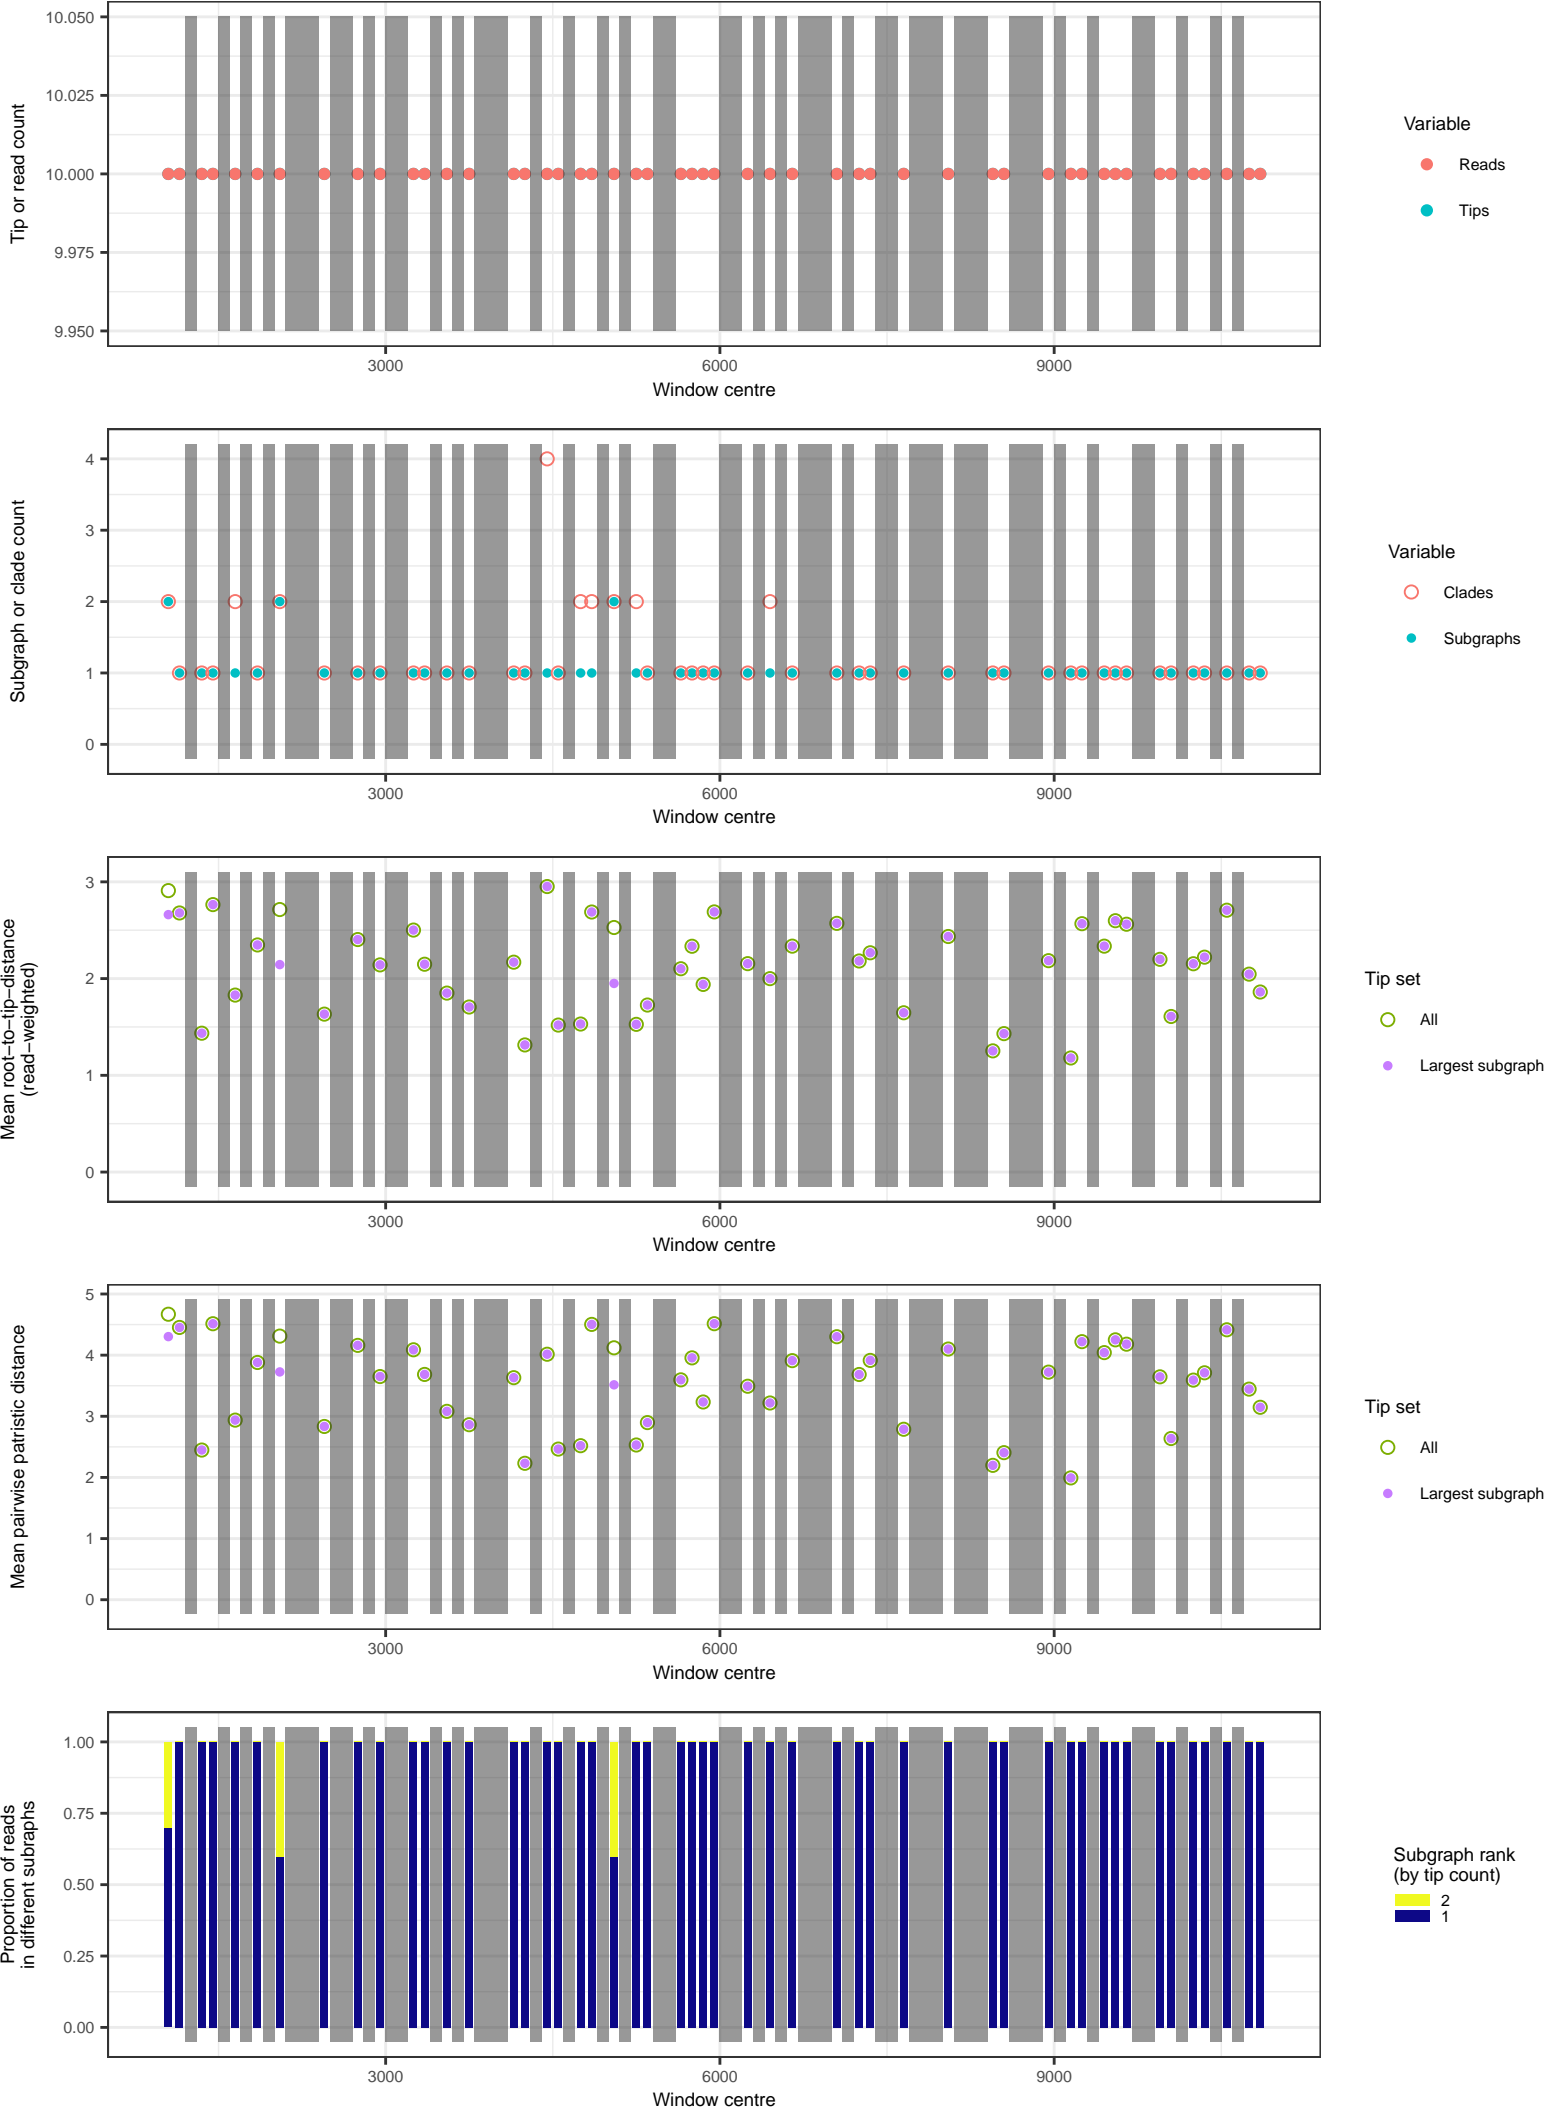 10.050
10.025
10.000
9.975
9.950
Tip or read count
3000
6000
9000
Window centre
Variable
Reads
Tips
4
3
2
1
0
Subgraph or clade count
3000
6000
9000
Window centre
Variable
Clades
Subgraphs
3
2
1
0
Mean root−to−tip−distance
(read−weighted)
3000
6000
9000
Window centre
Tip set
All
Largest subgraph
5
4
3
2
1
0
Mean pairwise patristic distance
3000
6000
9000
Window centre
Tip set
All
Largest subgraph
1.00
0.75
0.50
0.25
0.00
Proportion of reads
in different subraphs
3000
6000
9000
Window centre
Subgraph rank
(by tip count)
2
1